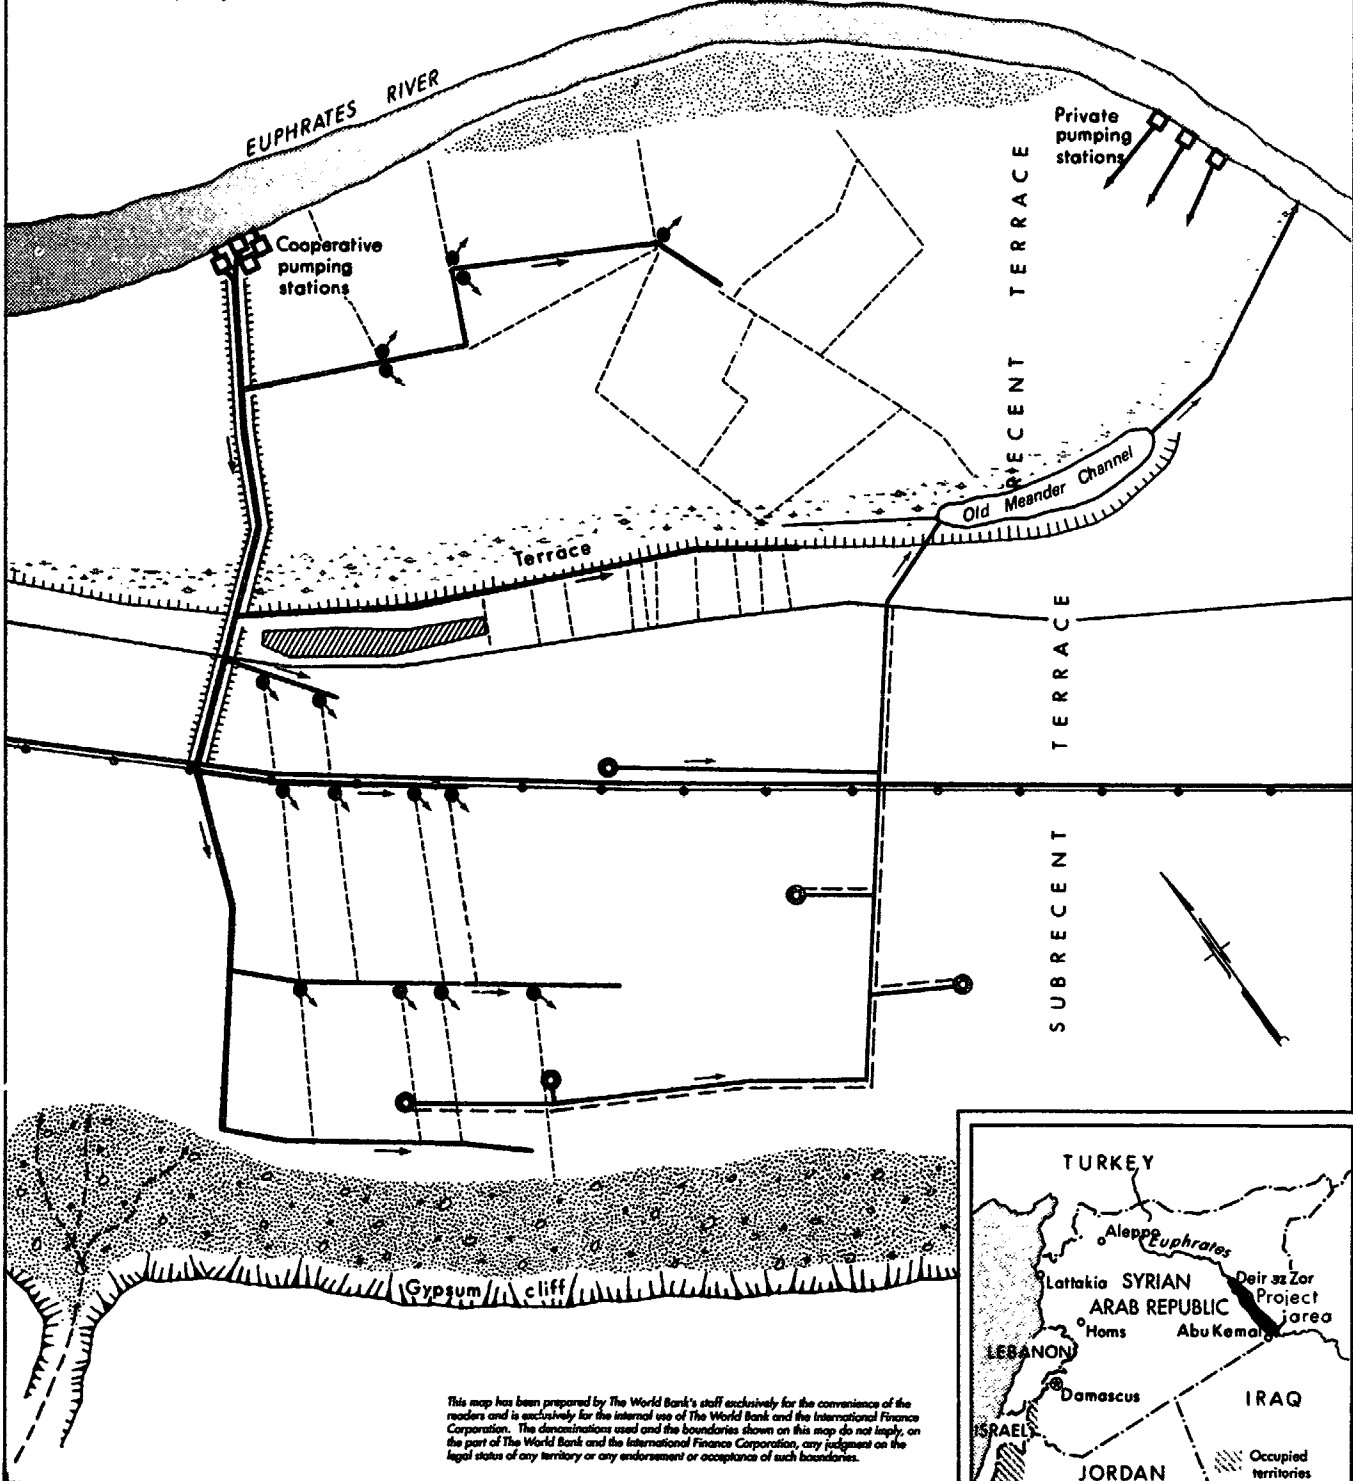 EUPHRATES RIVER
Private
pumping
stations
Cooperative
pumping
stations
RECENT TERRACE
Old Meander Channel
Terrace
SUBRECENT TERRACE
Gypsum cliff
TURKEY
Aleppo
Euphrates
Lattakia
SYRIAN
ARAB REPUBLIC
Deir az Zor
Project
area
Homs
Abu Kemal
LEBANON
Damascus
IRAQ
ISRAEL
JORDAN
Occupied
territories
This map has been prepared by The World Bank's staff exclusively for the convenience of the
readers and is exclusively for the internal use of The World Bank and the International Finance
Corporation. The denominations used and the boundaries shown on this map do not imply, on
the part of The World Bank and the International Finance Corporation, any judgment on the
legal status of any territory or any endorsement or acceptance of such boundaries.